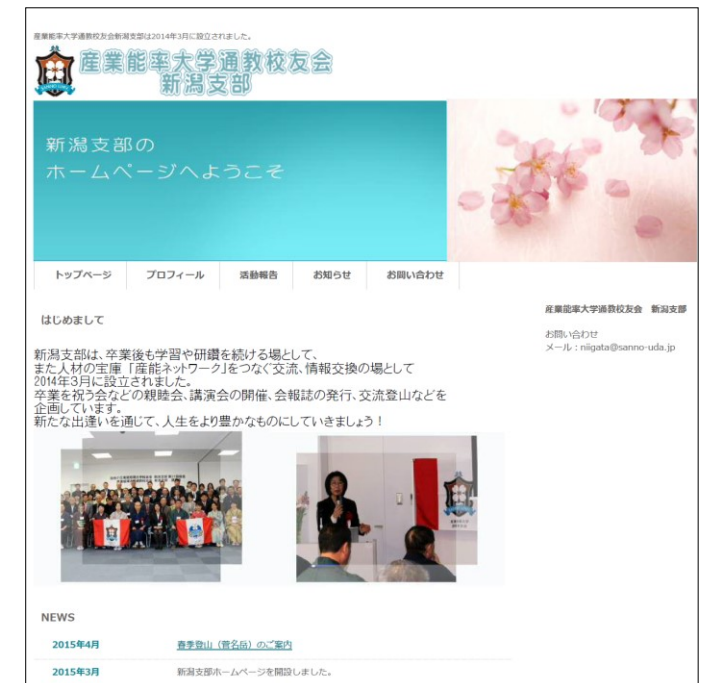 産業能率大学通教校友会新潟支部は2014年3月に設立されました。
産業能率大学通教校友会
新潟支部
新潟支部の
ホームページへようこそ
トップページ プロフィール 活動報告 お知らせ お問い合わせ
はじめまして
新潟支部は、卒業後も学習や研鑽を続ける場として、
また人材の宝庫「産能ネットワーク」をつなぐ交流、情報交換の場として
2014年3月に設立されました。
卒業を祝う会などの親睦会、講演会の開催、会報誌の発行、交流登山などを
企画しています。
新たな出逢いを通じて、人生をより豊かなものにしていきましょう！
産業能率大学通教校友会 新潟支部
お問い合わせ
メール：niigata@sanno-uda.jp
NEWS
2015年4月 春季登山（菅名岳）のご案内
2015年3月 新潟支部ホームページを開設しました。